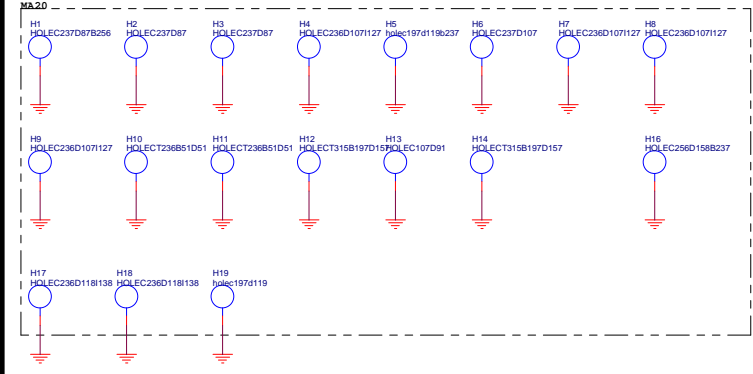 MA20
H1
HOLEC237D87B256
H2
HOLEC237D87
H3
HOLEC237D87
H4
HOLEC236D107I127
H5
holec197d119b237
H6
HOLEC237D107
H7
HOLEC236D107I127
H8
HOLEC236D107I127
H9
HOLEC236D107I127
H10
HOLECT236B51D51
H11
HOLECT236B51D51
H12
HOLECT315B197D157
H13
HOLEC107D91
H14
HOLECT315B197D157
H16
HOLEC256D158B237
H17
HOLEC236D118I138
H18
HOLEC236D118I138
H19
holec197d119